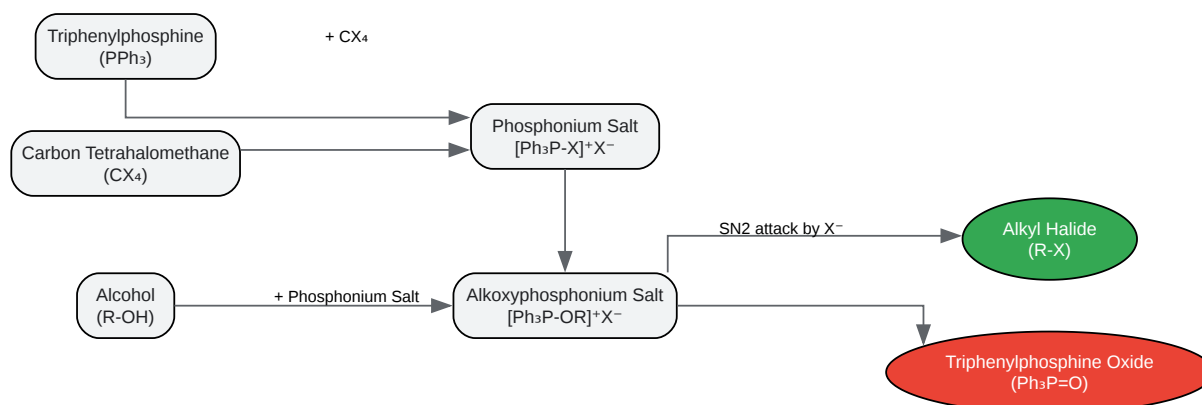 Triphenylphosphine
(PPh₃)
+ CX₄
Carbon Tetrahalomethane
(CX₄)
Phosphonium Salt
[Ph₃P-X]⁺X⁻
SN2 attack by X⁻
Alkyl Halide
(R-X)
Alcohol
(R-OH)
+ Phosphonium Salt
Alkoxyphosphonium Salt
[Ph₃P-OR]⁺X⁻
Triphenylphosphine Oxide
(Ph₃P=O)